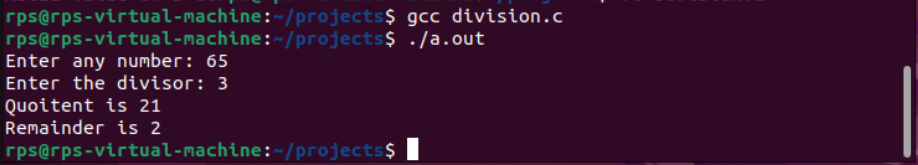 rps@rps-virtual-machine:~/projects$ gcc division.c
rps@rps-virtual-machine:~/projects$ ./a.out
Enter any number: 65
Enter the divisor: 3
Quoitent is 21
Remainder is 2
rps@rps-virtual-machine:~/projects$